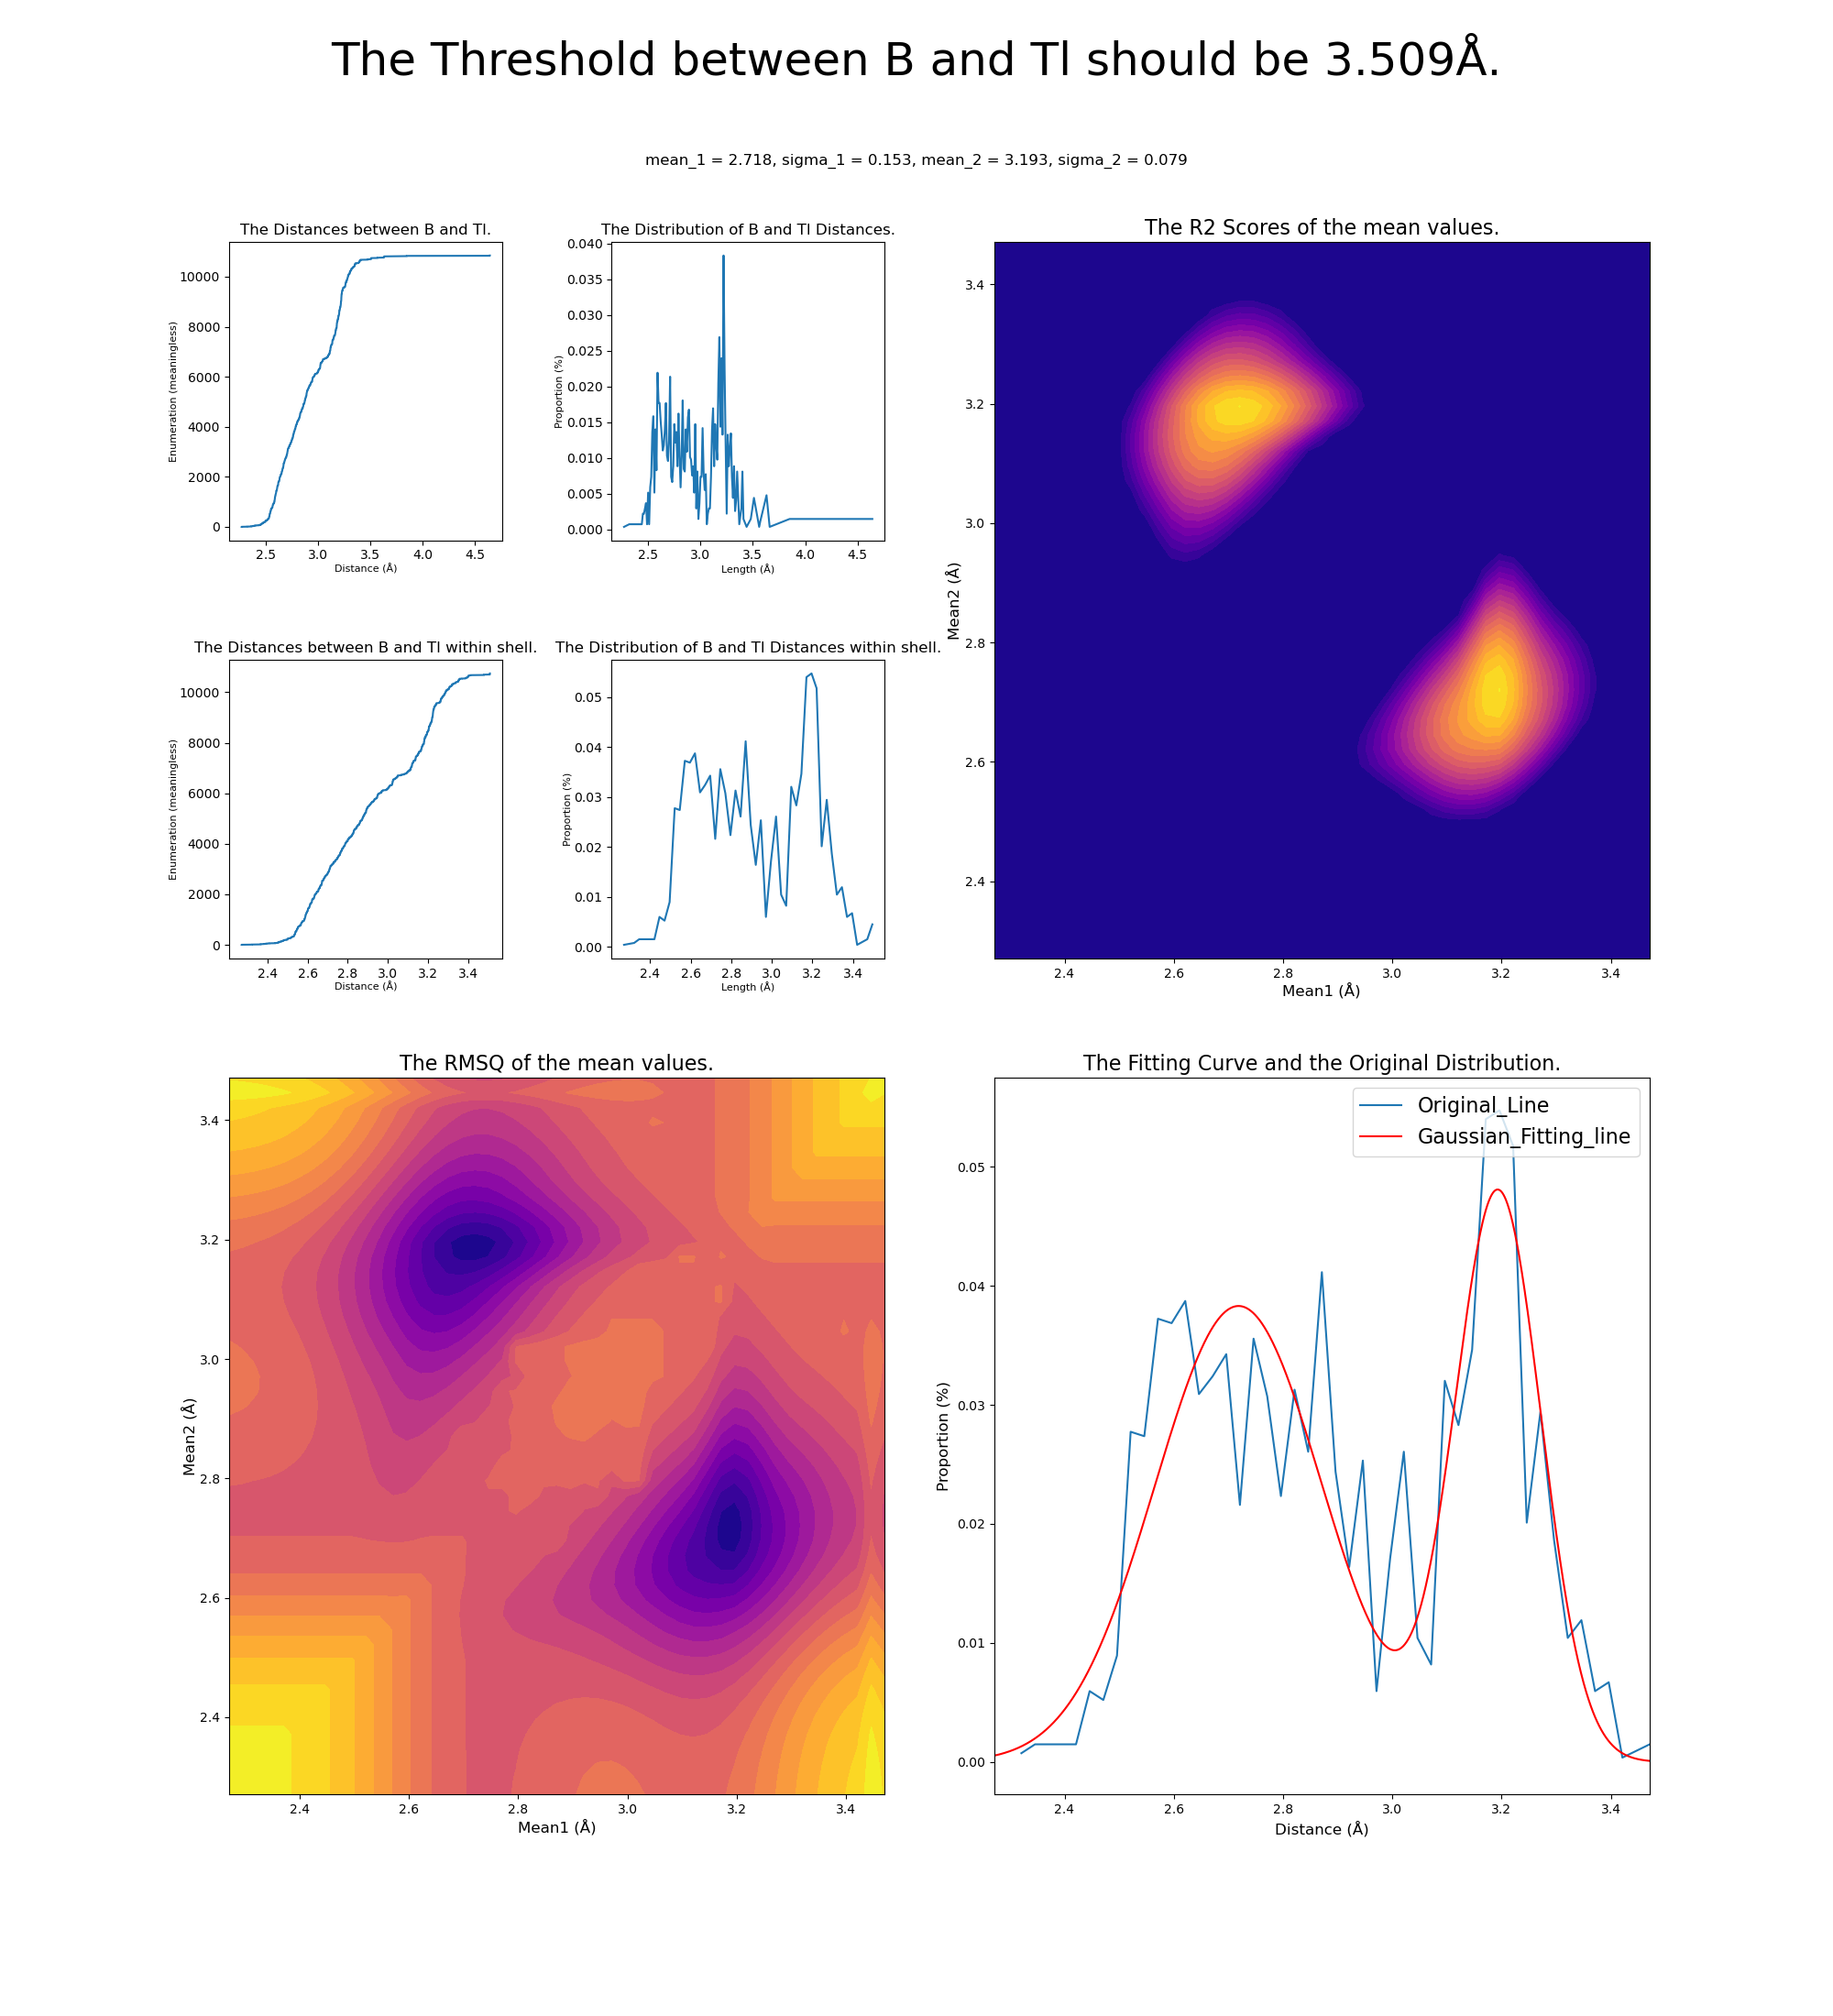 The Threshold between B and Tl should be 3.509Å.
mean_1 = 2.718, sigma_1 = 0.153, mean_2 = 3.193, sigma_2 = 0.079
The Distances between B and Tl.
Enumeration (meaningless)
10000
8000
6000
4000
2000
0
2.5 3.0 3.5 4.0 4.5
Distance (Å)
The Distribution of B and Tl Distances.
Proportion (%)
0.040
0.035
0.030
0.025
0.020
0.015
0.010
0.005
0.000
2.5 3.0 3.5 4.0 4.5
Length (Å)
The R2 Scores of the mean values.
Mean2 (Å)
3.4
3.2
3.0
2.8
2.6
2.4
2.4 2.6 2.8 3.0 3.2 3.4
Mean1 (Å)
The Distances between B and Tl within shell.
Enumeration (meaningless)
10000
8000
6000
4000
2000
0
2.4 2.6 2.8 3.0 3.2 3.4
Distance (Å)
The Distribution of B and Tl Distances within shell.
Proportion (%)
0.05
0.04
0.03
0.02
0.01
0.00
2.4 2.6 2.8 3.0 3.2 3.4
Length (Å)
The RMSQ of the mean values.
Mean2 (Å)
3.4
3.2
3.0
2.8
2.6
2.4
2.4 2.6 2.8 3.0 3.2 3.4
Mean1 (Å)
The Fitting Curve and the Original Distribution.
Original_Line
Gaussian_Fitting_line
Proportion (%)
0.05
0.04
0.03
0.02
0.01
0.00
2.4 2.6 2.8 3.0 3.2 3.4
Distance (Å)